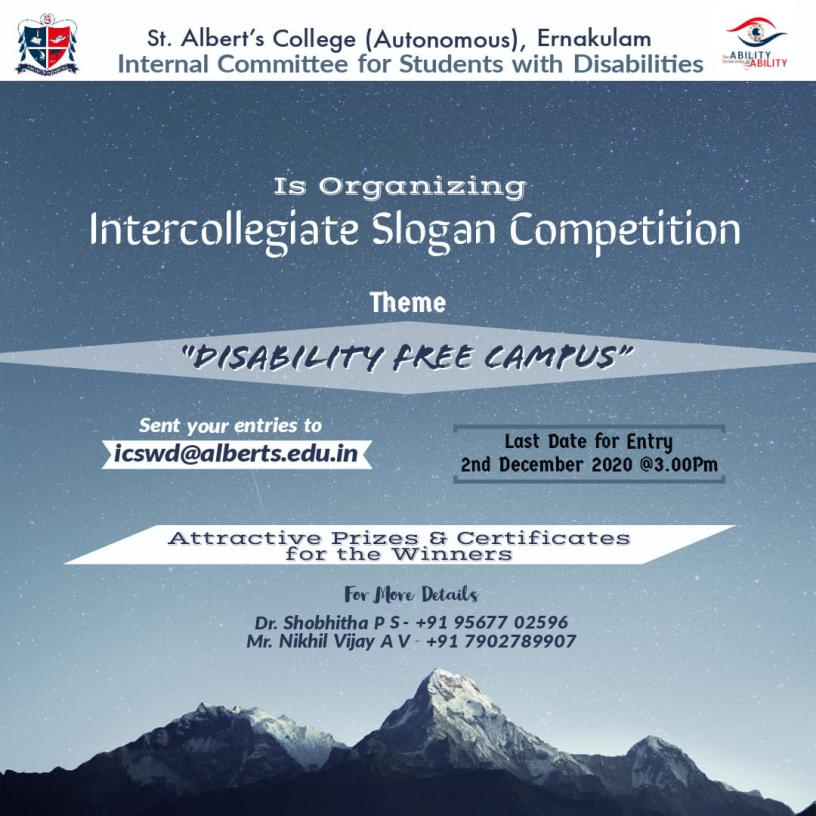 St. Albert's College (Autonomous), Ernakulam
Internal Committee for Students with Disabilities
ABILITY
ABILITY
Is Organizing
Intercollegiate Slogan Competition
Theme
"DISABILITY FREE CAMPUS"
Sent your entries to
icswd@alberts.edu.in
Last Date for Entry
2nd December 2020 @3.00Pm
Attractive Prizes & Certificates
for the Winners
For More Details
Dr. Shobhitha P S - +91 95677 02596
Mr. Nikhil Vijay A V - +91 7902789907